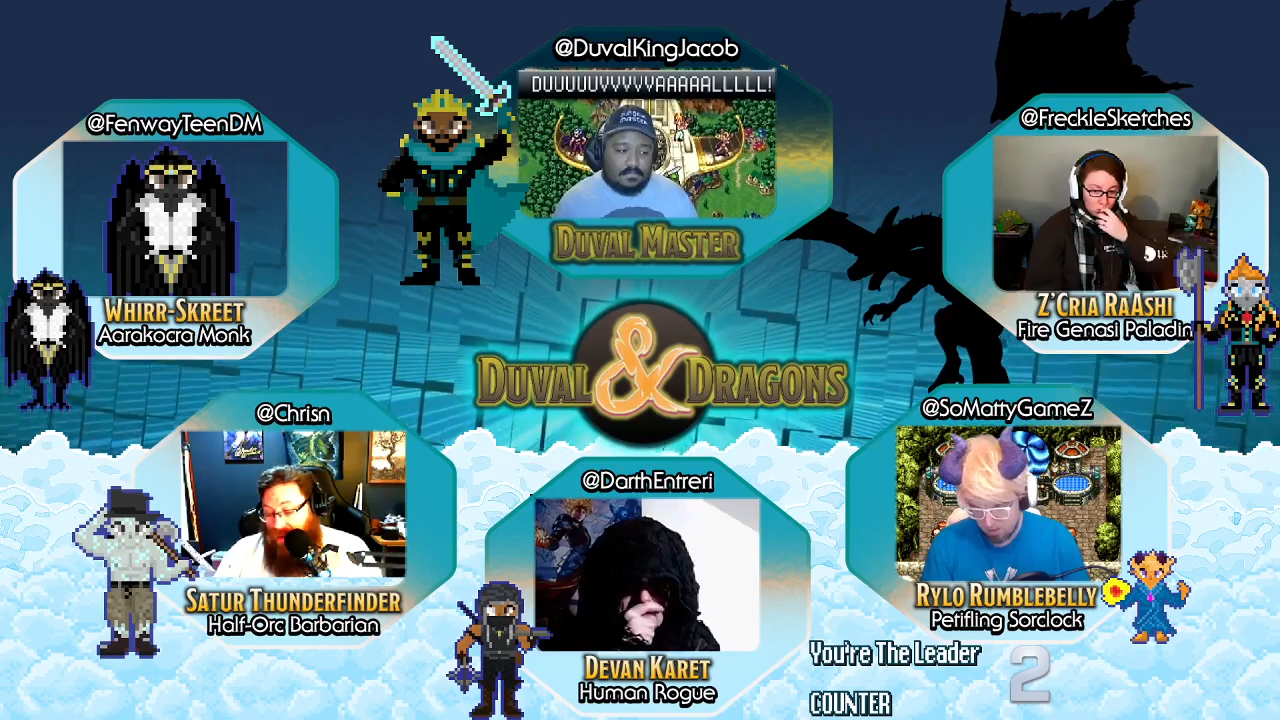 @DuvalKingJacob
DUUUUUVVVVVAAAAALLLLL!
Duval Master
@FenwayTeenDM
Whirr-Skreet
Aarakocra Monk
@FreckleSketches
Z'Cria RaAshi
Fire Genasi Paladin
Duval & Dragons
@Chrisn
Satur Thunderfinder
Half-Orc Barbarian
@DarthEntreri
Devan Karet
Human Rogue
@SoMattyGameZ
Rylo Rumblebelly
Petifling Sorclock
You're The Leader
COUNTER
2